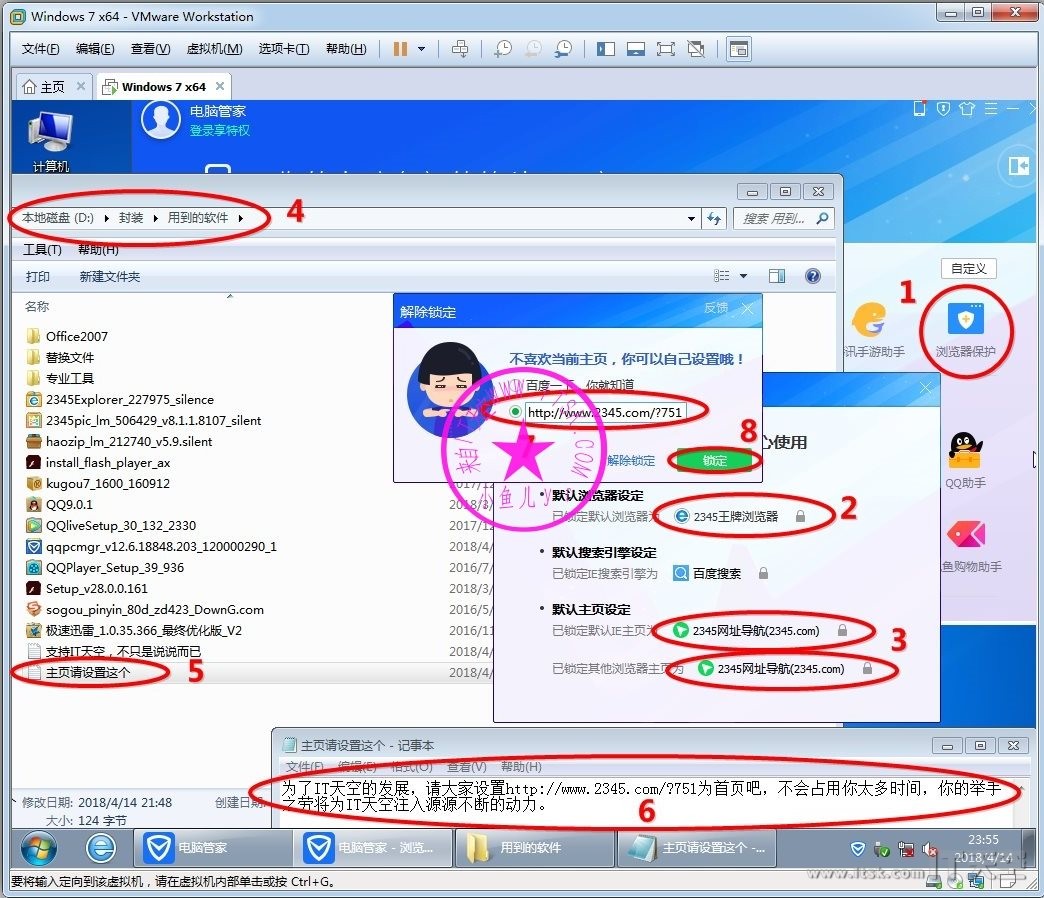 Windows 7 x64 - VMware Workstation
文件(F) 编辑(E) 查看(V) 虚拟机(M) 选项卡(T) 帮助(H)
主页 Windows 7 x64
电脑管家
登录享特权
计算机
本地磁盘 (D:) 封装 用到的软件
4
搜索 用到...
工具(T) 帮助(H)
打印 新建文件夹
自定义
1
讯手游助手 浏览器保护
名称
Office2007
替换文件
专业工具
2345Explorer_227975_silence
2345pic_lm_506429_v8.1.1.8107_silent
haozip_lm_212740_v5.9.silent
install_flash_player_ax
kugou7_1600_160912
QQ9.0.1
QQliveSetup_30_132_2330
qqpcmgr_v12.6.18848.203_120000290_1
QQPlayer_Setup_39_936
Setup_v28.0.0.161
sogou_pinyin_80d_zd423_DownG.com
极速迅雷_1.0.35.366_最终优化版_V2
支持IT天空，不只是说说而已
主页请设置这个
5
2017/12
2018/3/
2017/12
2018/4/
2016/7/
2018/4/
2016/5/
2016/11
2018/4/
2018/4/
解除锁定 反馈
不喜欢当前主页，你可以自己设置哦！
百度一下，你就知道
http://www.2345.com/?751
解除锁定 锁定
8
来自
COM
小鱼儿y
心使用
默认浏览器设定
已锁定默认浏览器为 2345王牌浏览器
2
默认搜索引擎设定
已锁定IE搜索引擎为 百度搜索
默认主页设定
已锁定默认IE主页为 2345网址导航(2345.com)
3
已锁定其他浏览器主页为 2345网址导航(2345.com)
QQ助手
鱼购物助手
主页请设置这个 - 记事本
文件(F) 编辑(E) 格式(O) 查看(V) 帮助(H)
为了IT天空的发展，请大家设置http://www.2345.com/?751为首页吧，不会占用你太多时间，你的举手
之劳将为IT天空注入源源不断的动力。
6
修改日期: 2018/4/14 21:48 创建日期:
大小: 124 字节
电脑管家 电脑管家 - 浏览... 用到的软件 主页请设置这个 -...
23:55
2018/4/14
www.itsk.com IT天空
要将输入定向到该虚拟机，请在虚拟机内部单击或按 Ctrl+G。